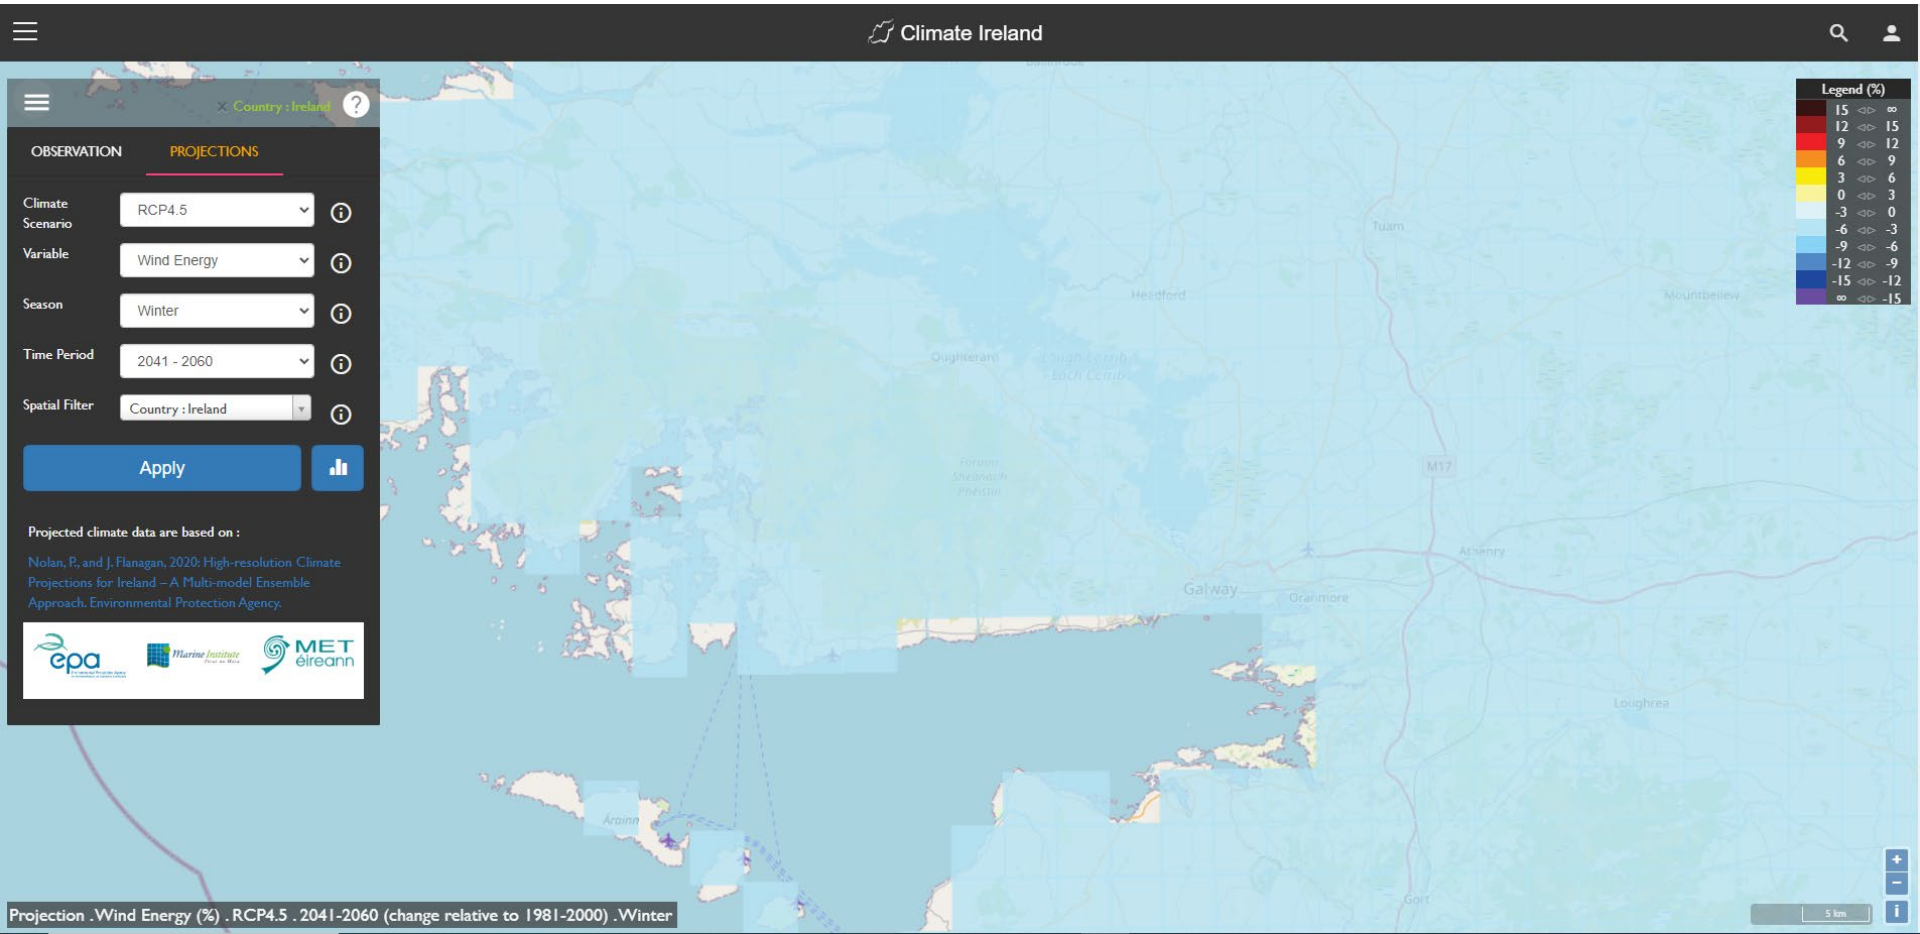 Climate Ireland
× Country : Ireland ?
OBSERVATION PROJECTIONS
Climate Scenario RCP4.5
Variable Wind Energy
Season Winter
Time Period 2041 - 2060
Spatial Filter Country : Ireland
Apply
Projected climate data are based on :
Nolan, P., and J. Flanagan, 2020: High-resolution Climate
Projections for Ireland – A Multi-model Ensemble
Approach. Environmental Protection Agency.
epa
Marine Institute
MET
éireann
Legend (%)
15 ◁▷ ∞
12 ◁▷ 15
9 ◁▷ 12
6 ◁▷ 9
3 ◁▷ 6
0 ◁▷ 3
-3 ◁▷ 0
-6 ◁▷ -3
-9 ◁▷ -6
-12 ◁▷ -9
-15 ◁▷ -12
∞ ◁▷ -15
Tuam
Headford
Mountbellew
Oughterard
Lough Corrib
Loch Coirib
M17
Athenry
Galway
Oranmore
Loughrea
Árainn
Gort
+
−
i
5 km
Projection . Wind Energy (%) . RCP4.5 . 2041-2060 (change relative to 1981-2000) . Winter